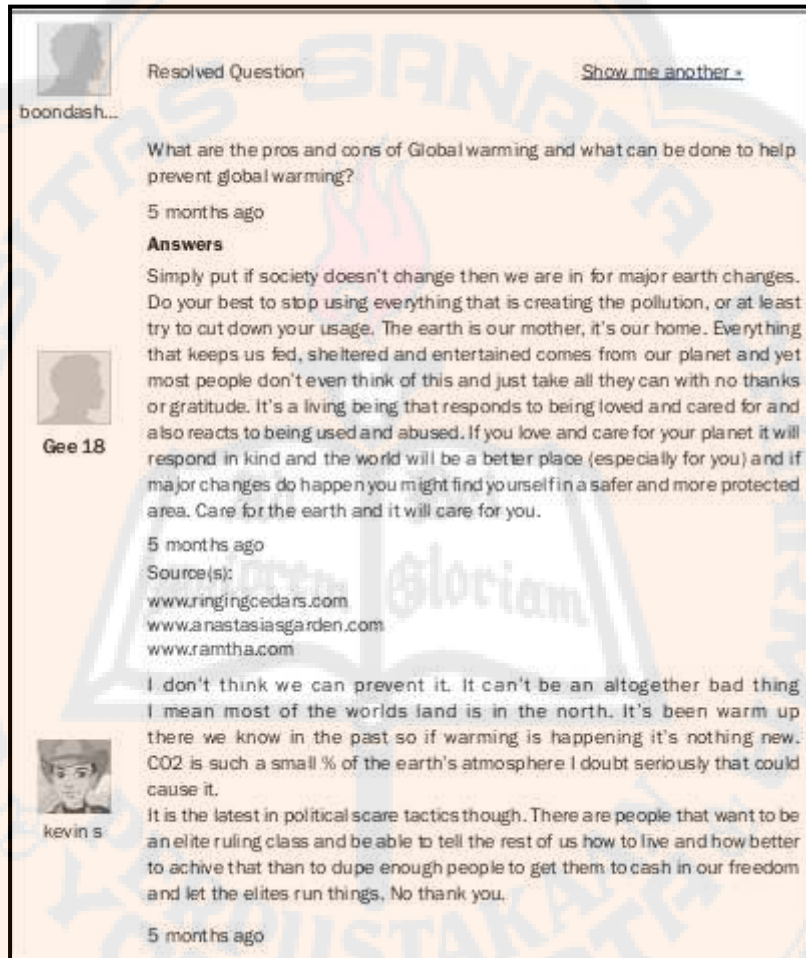 Resolved Question Show me another »
boondash...
What are the pros and cons of Global warming and what can be done to help
prevent global warming?
5 months ago
Answers
Simply put if society doesn't change then we are in for major earth changes.
Do your best to stop using everything that is creating the pollution, or at least
try to cut down your usage. The earth is our mother, it's our home. Everything
that keeps us fed, sheltered and entertained comes from our planet and yet
most people don't even think of this and just take all they can with no thanks
or gratitude. It's a living being that responds to being loved and cared for and
also reacts to being used and abused. If you love and care for your planet it will
respond in kind and the world will be a better place (especially for you) and if
major changes do happen you might find yourself in a safer and more protected
area. Care for the earth and it will care for you.
Gee 18
5 months ago
Source(s):
www.ringingcedars.com
www.anastasiasgarden.com
www.ramtha.com
I don't think we can prevent it. It can't be an altogether bad thing
I mean most of the worlds land is in the north. It's been warm up
there we know in the past so if warming is happening it's nothing new.
CO2 is such a small % of the earth's atmosphere I doubt seriously that could
cause it.
It is the latest in political scare tactics though. There are people that want to be
an elite ruling class and be able to tell the rest of us how to live and how better
to achive that than to dupe enough people to get them to cash in our freedom
and let the elites run things. No thank you.
kevin s
5 months ago
SANATA
Gloriam